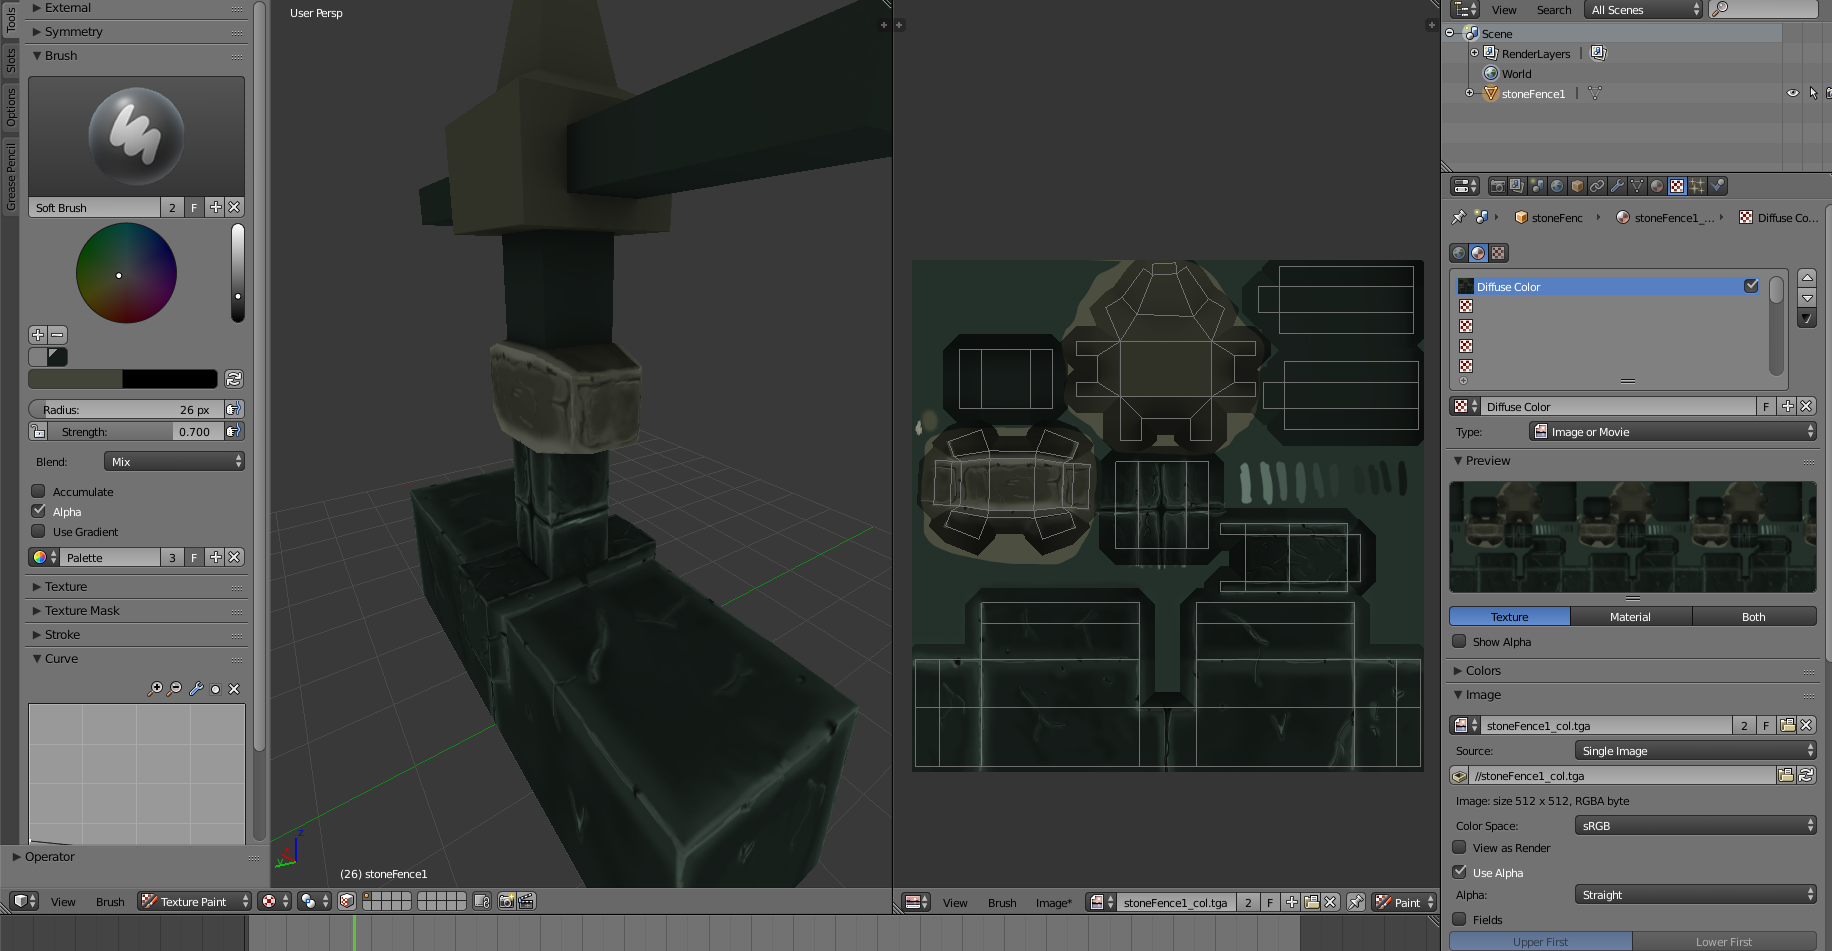 Tools
Slots
Options
Grease Pencil
External
Symmetry
Brush
Soft Brush
2
F
Radius: 26 px
Strength: 0.700
Blend: Mix
Accumulate
Alpha
Use Gradient
Palette
3
F
Texture
Texture Mask
Stroke
Curve
Operator
User Persp
z
(26) stoneFence1
View
Brush
Texture Paint
View
Brush
Image*
stoneFence1_col.tga
2
F
Paint
View
Search
All Scenes
Scene
RenderLayers
World
stoneFence1
stoneFenc
stoneFence1_...
Diffuse Co...
Diffuse Color
Diffuse Color
F
Type: Image or Movie
Preview
Texture
Material
Both
Show Alpha
Colors
Image
stoneFence1_col.tga
2
F
Source: Single Image
//stoneFence1_col.tga
Image: size 512 x 512, RGBA byte
Color Space: sRGB
View as Render
Use Alpha
Alpha: Straight
Fields
Upper First
Lower First